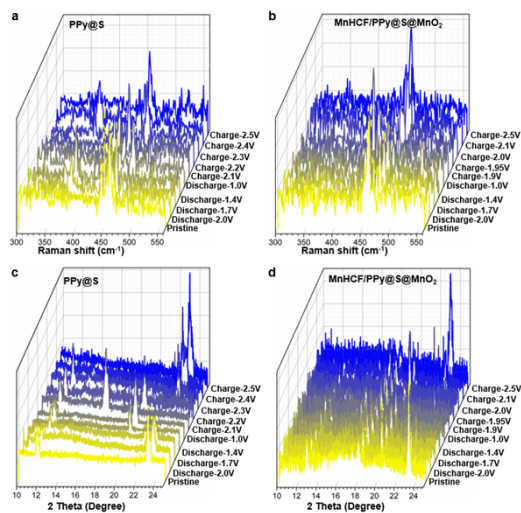 a
PPy@S
Charge-2.5V
Charge-2.4V
Charge-2.3V
Charge-2.2V
Charge-2.1V
Discharge-1.0V
Discharge-1.4V
Discharge-1.7V
Discharge-2.0V
Pristine
300 350 400 450 500 550
Raman shift (cm⁻¹)
b
MnHCF/PPy@S@MnO₂
Charge-2.5V
Charge-2.1V
Charge-2.0V
Charge-1.95V
Charge-1.9V
Discharge-1.0V
Discharge-1.4V
Discharge-1.7V
Discharge-2.0V
Pristine
300 350 400 450 500 550
Raman shift (cm⁻¹)
c
PPy@S
Charge-2.5V
Charge-2.4V
Charge-2.3V
Charge-2.2V
Charge-2.1V
Discharge-1.0V
Discharge-1.4V
Discharge-1.7V
Discharge-2.0V
Pristine
10 12 14 16 18 20 22 24
2 Theta (Degree)
d
MnHCF/PPy@S@MnO₂
Charge-2.5V
Charge-2.1V
Charge-2.0V
Charge-1.95V
Charge-1.9V
Discharge-1.0V
Discharge-1.4V
Discharge-1.7V
Discharge-2.0V
Pristine
10 12 14 16 18 20 22 24
2 Theta (Degree)